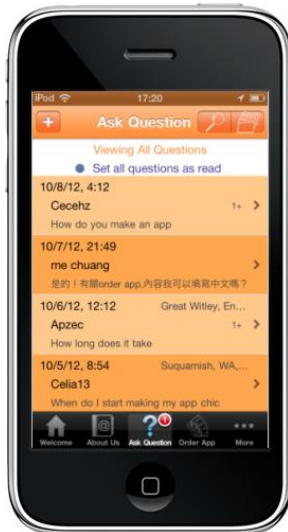 iPod 17:20
Ask Question
Viewing All Questions
Set all questions as read
10/8/12, 4:12
Cecehz 1+
How do you make an app
10/7/12, 21:49
me chuang
是的！有關order app,內容我可以填寫中文嗎？
10/6/12, 12:12 Great Witley, En...
Apzec 1+
How long does it take
10/5/12, 8:54 Suquamish, WA,...
Celia13
When do I start making my app chic
1
Welcome About Us Ask Question Order App More